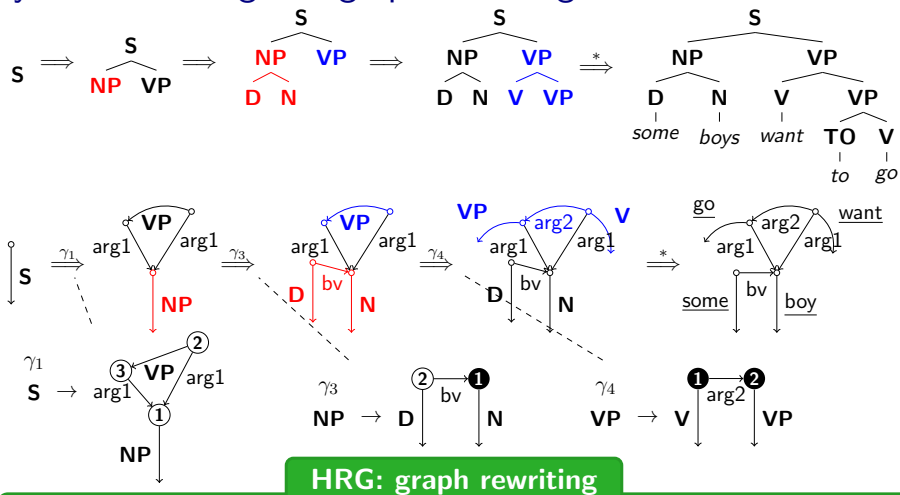 S
S ⟹ S ⟹ S ⟹ S ⟹* S
NP VP NP VP NP VP NP VP
D N D N V VP D N V VP
some boys want TO V
to go
S ⟹γ1 VP arg1 arg1 NP
⟹γ3 VP arg1 arg1 bv D N
⟹γ4 VP V arg2 arg1 arg1 bv D N
⟹* go want arg2 arg1 arg1 some bv boy
γ1
S → 3 2 VP arg1 arg1 1 NP
γ3
NP → 2 1 bv D N
γ4
VP → 1 2 arg2 V VP
HRG: graph rewriting